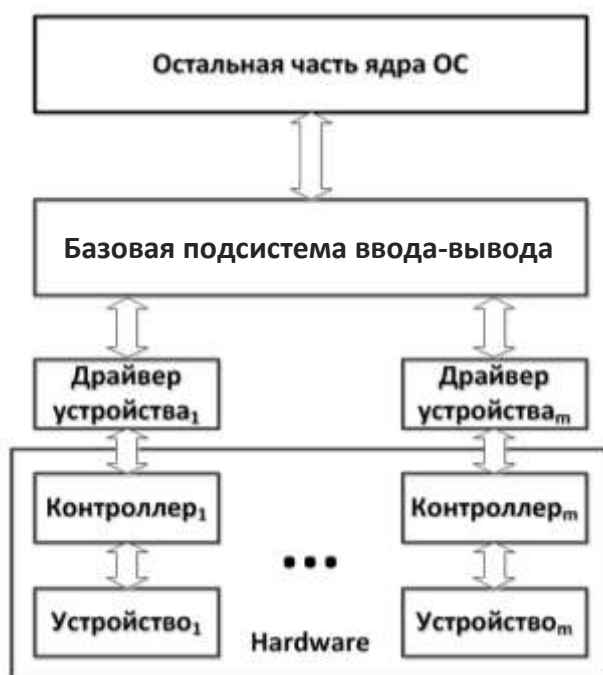 Остальная часть ядра ОС
Базовая подсистема ввода-вывода
Драйвер
устройства₁
Драйвер
устройстваₘ
Контроллер₁
Контроллерₘ
...
Устройство₁
Hardware
Устройствоₘ